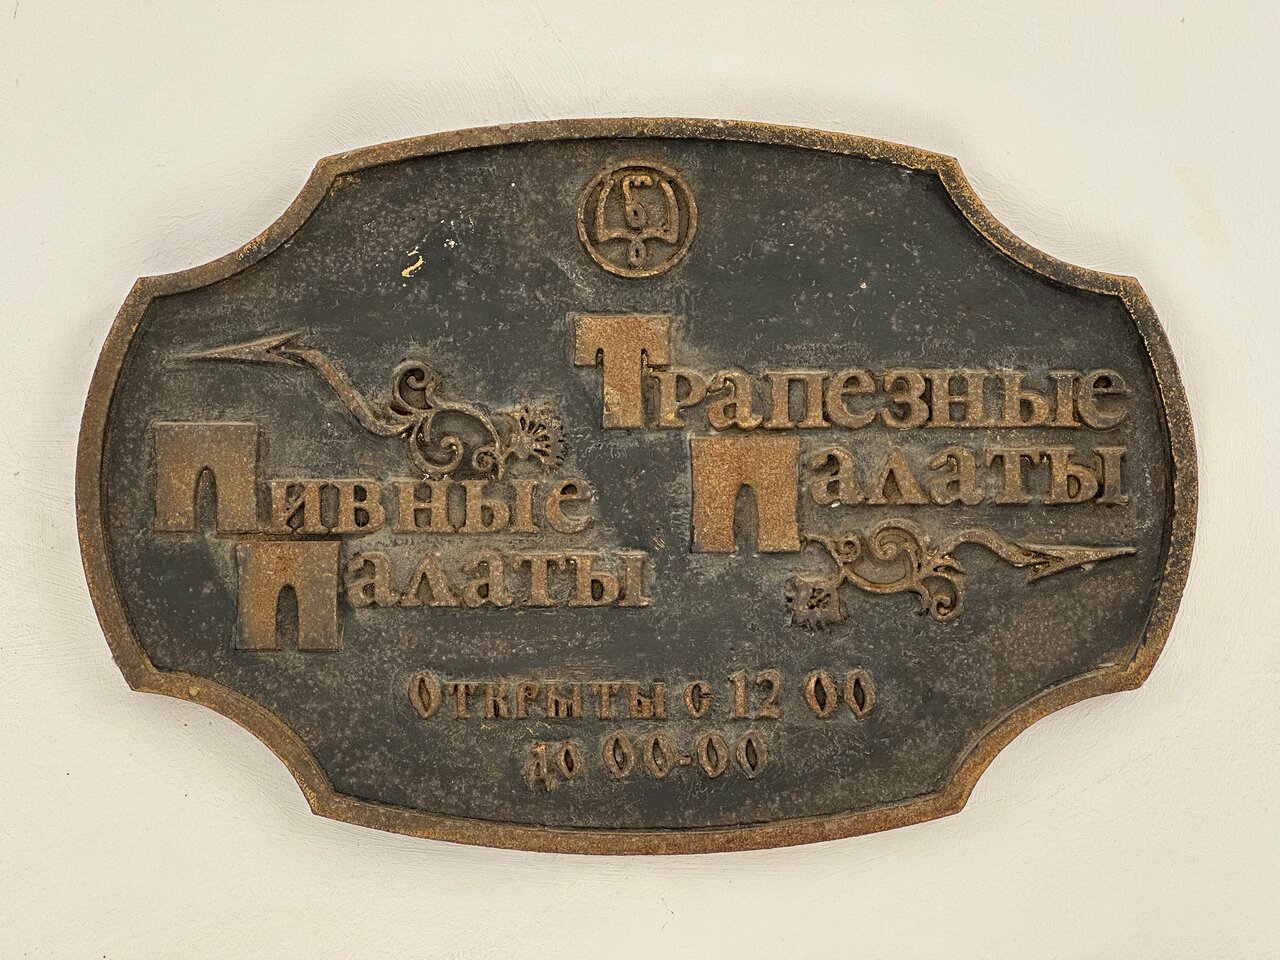 Б
Трапезные
Палаты
Пивные
Палаты
Открыты с 12 00
до 00-00